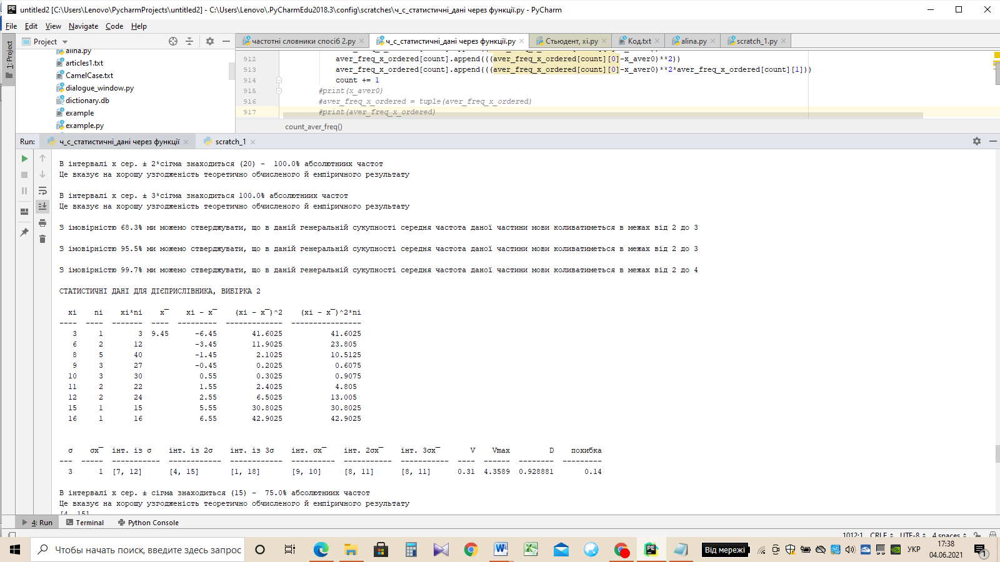 untitled2 [C:\Users\Lenovo\PycharmProjects\untitled2] - C:\Users\Lenovo\.PyCharmEdu2018.3\config\scratches\ч_с_статистичні_дані через функції.py - PyCharm
File Edit View Navigate Code Help
1: Project
Project
частотні словники спосіб 2.py ч_с_статистичні_дані через функції.py Стьюдент, хі.py Код.txt alina.py scratch_1.py
alina.py
articles1.txt
CamelCase.txt
dialogue_window.py
dictionary.db
example
example.py
912 aver_freq_x_ordered[count].append(((aver_freq_x_ordered[count][0]-x_aver0)**2))
913 aver_freq_x_ordered[count].append(((aver_freq_x_ordered[count][0]-x_aver0)**2*aver_freq_x_ordered[count][1]))
914 count += 1
915 #print(x_aver0)
916 #aver_freq_x_ordered = tuple(aver_freq_x_ordered)
917 #print(aver_freq_x_ordered)
count_aver_freq()
Run: ч_с_статистичні_дані через функції scratch_1
В інтервалі х сер. ± 2*сігма знаходиться (20) - 100.0% абсолютниих частот
Це вказує на хорошу узгодженість теоретично обчисленого й емпіричного результату
В інтервалі х сер. ± 3*сігма знаходиться 100.0% абсолютниих частот
Це вказує на хорошу узгодженість теоретично обчисленого й емпіричного результату
З імовірністю 68.3% ми можемо стверджувати, що в даній генеральній сукупності середня частота даної частини мови коливатиметься в межах від 2 до 3
З імовірністю 95.5% ми можемо стверджувати, що в даній генеральній сукупності середня частота даної частини мови коливатиметься в межах від 2 до 3
З імовірністю 99.7% ми можемо стверджувати, що в даній генеральній сукупності середня частота даної частини мови коливатиметься в межах від 2 до 4
СТАТИСТИЧНІ ДАНІ ДЛЯ ДІЄПРИСЛІВНИКА, ВИБІРКА 2
xi ni xi*ni x¯ xi - x¯ (xi - x¯)^2 (xi - x¯)^2*ni
---- ---- ------- ---- --------- ------------- ----------------
3 1 3 9.45 -6.45 41.6025 41.6025
6 2 12 -3.45 11.9025 23.805
8 5 40 -1.45 2.1025 10.5125
9 3 27 -0.45 0.2025 0.6075
10 3 30 0.55 0.3025 0.9075
11 2 22 1.55 2.4025 4.805
12 2 24 2.55 6.5025 13.005
15 1 15 5.55 30.8025 30.8025
16 1 16 6.55 42.9025 42.9025
σ σx¯ інт. із σ інт. із 2σ інт. із 3σ інт. σx¯ інт. 2σx¯ інт. 3σx¯ V Vmax D похибка
--- ----- ----------- ------------ ------------ ---------- ----------- ----------- ---- ------ -------- ---------
3 1 [7, 12] [4, 15] [1, 18] [9, 10] [8, 11] [8, 11] 0.31 4.3589 0.928881 0.14
В інтервалі х сер. ± сігма знаходиться (15) - 75.0% абсолютниих частот
Це вказує на хорошу узгодженість теоретично обчисленого й емпіричного результату
[4, 15]
4: Run Terminal Python Console
1012:1 CRLF UTF-8 4 spaces
Чтобы начать поиск, введите здесь запрос
Від мережі
УКР
17:38
04.06.2021
1